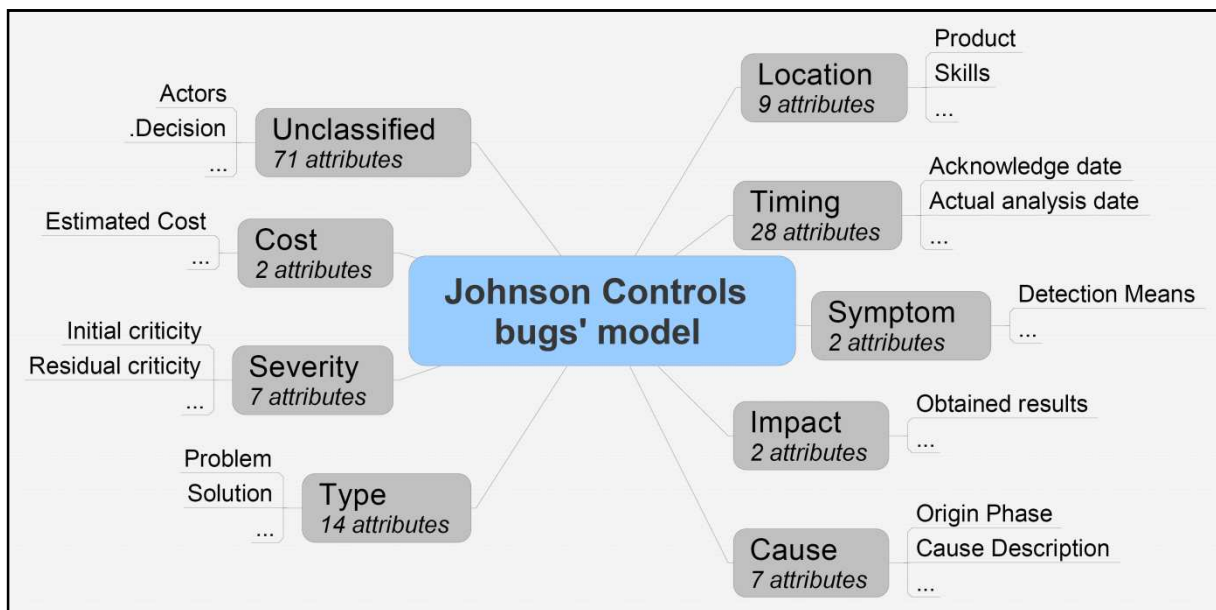 Johnson Controls
bugs' model
Unclassified
71 attributes
Actors
.Decision
...
Cost
2 attributes
Estimated Cost
...
Severity
7 attributes
Initial criticity
Residual criticity
...
Type
14 attributes
Problem
Solution
...
Location
9 attributes
Product
Skills
...
Timing
28 attributes
Acknowledge date
Actual analysis date
...
Symptom
2 attributes
Detection Means
...
Impact
2 attributes
Obtained results
...
Cause
7 attributes
Origin Phase
Cause Description
...